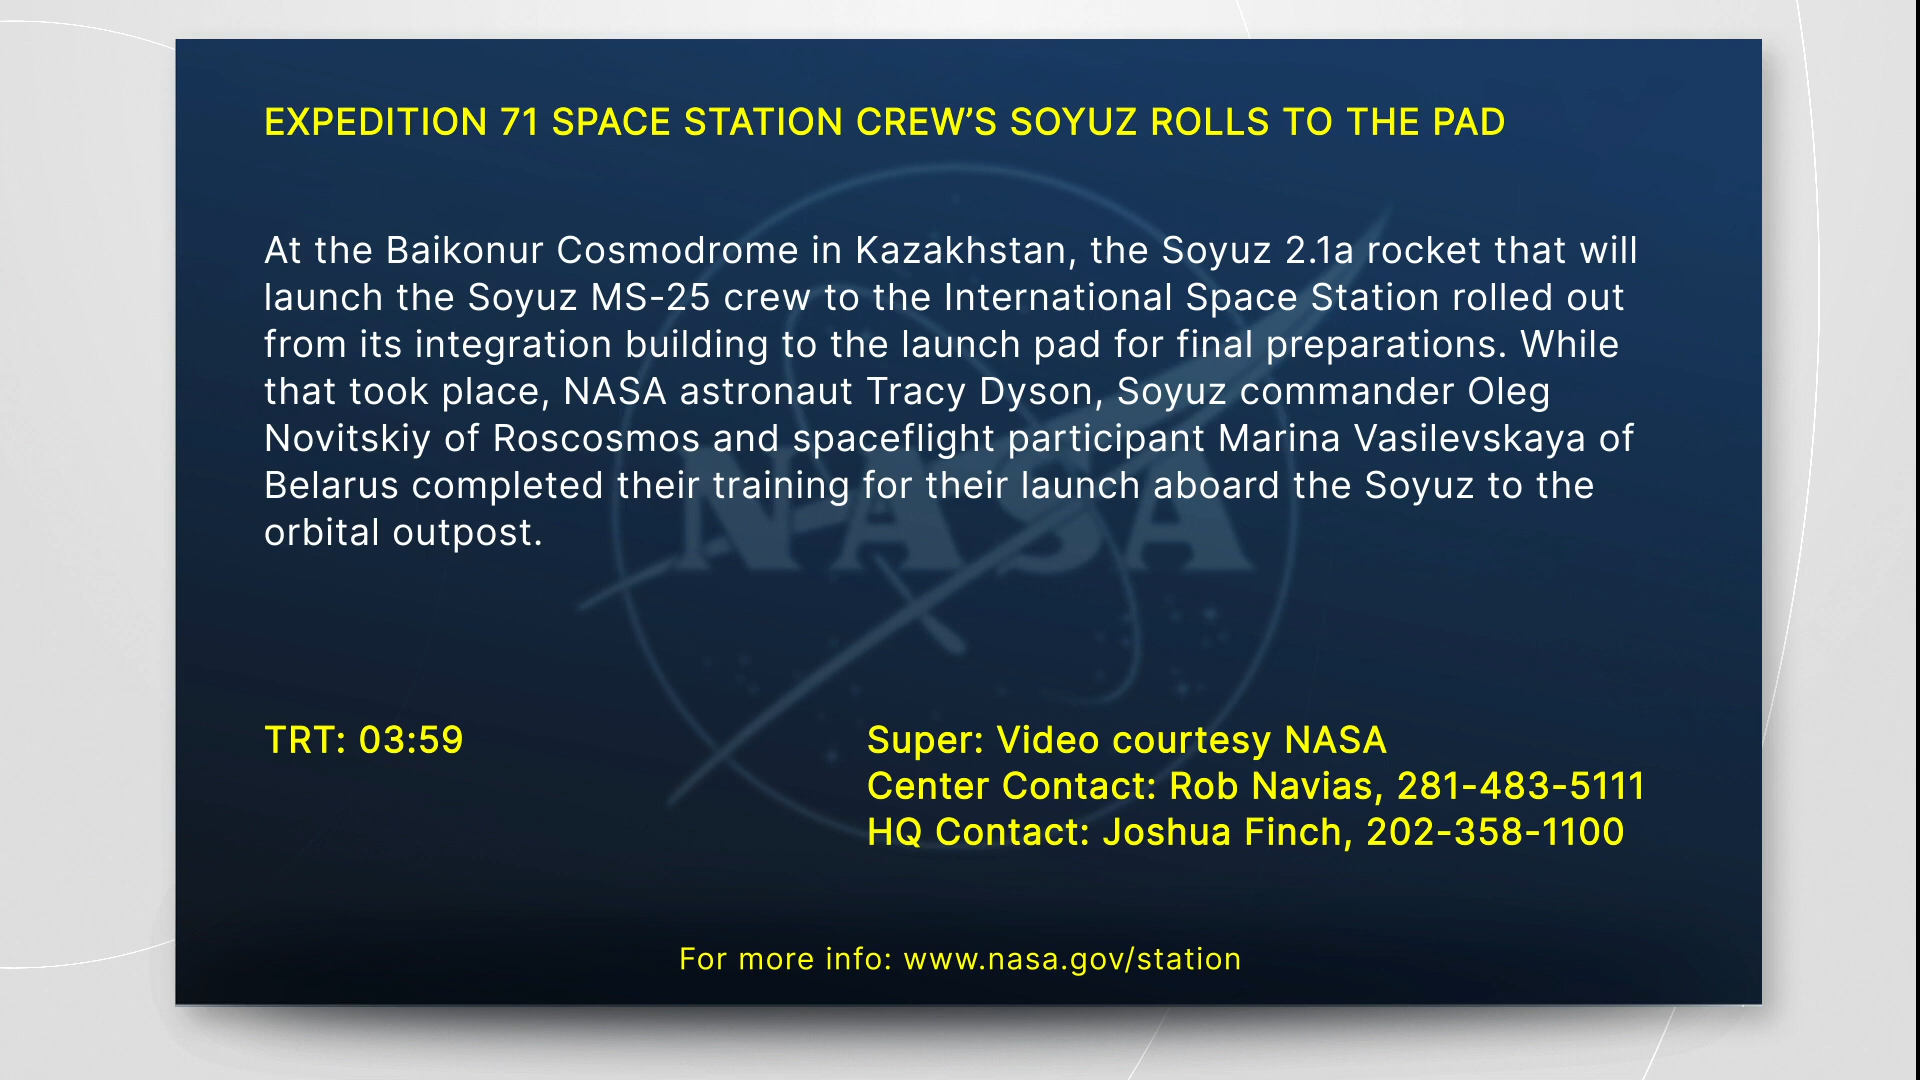 EXPEDITION 71 SPACE STATION CREW’S SOYUZ ROLLS TO THE PAD
At the Baikonur Cosmodrome in Kazakhstan, the Soyuz 2.1a rocket that will
launch the Soyuz MS-25 crew to the International Space Station rolled out
from its integration building to the launch pad for final preparations. While
that took place, NASA astronaut Tracy Dyson, Soyuz commander Oleg
Novitskiy of Roscosmos and spaceflight participant Marina Vasilevskaya of
Belarus completed their training for their launch aboard the Soyuz to the
orbital outpost.
NASA
TRT: 03:59
Super: Video courtesy NASA
Center Contact: Rob Navias, 281-483-5111
HQ Contact: Joshua Finch, 202-358-1100
For more info: www.nasa.gov/station